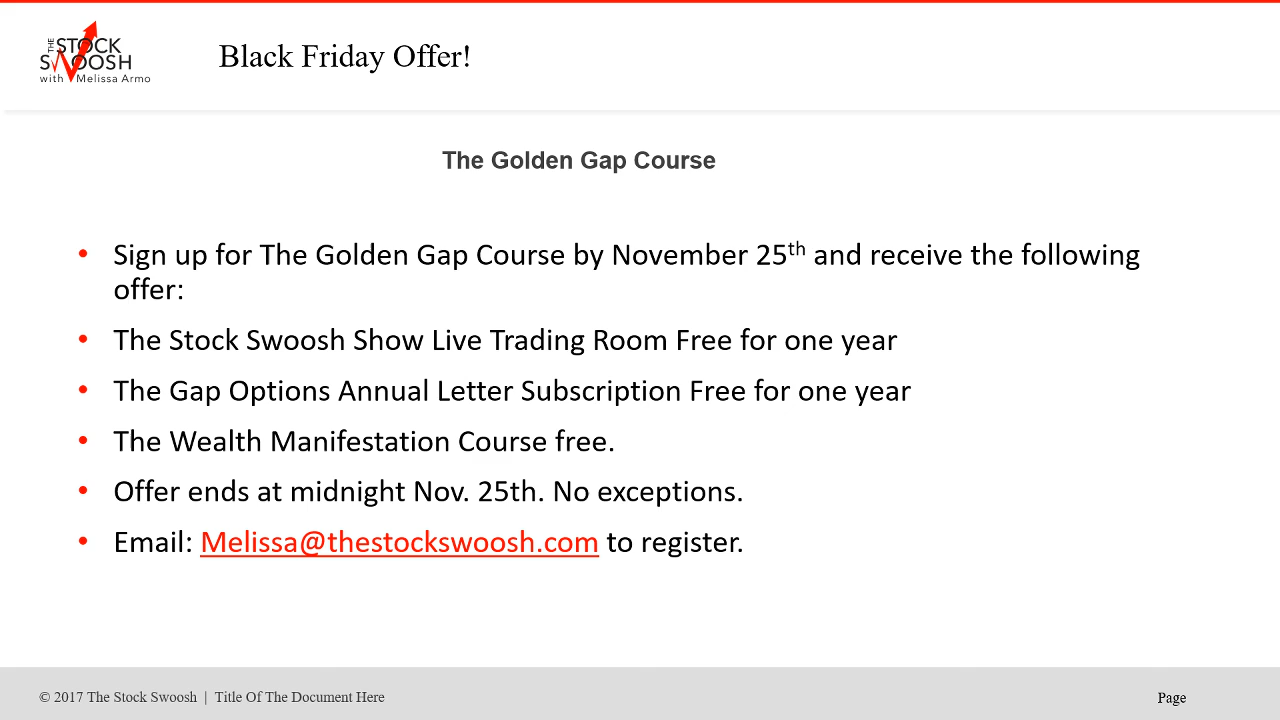 THE
STOCK
SWOOSH
with Melissa Armo
Black Friday Offer!
The Golden Gap Course
• Sign up for The Golden Gap Course by November 25th and receive the following
offer:
• The Stock Swoosh Show Live Trading Room Free for one year
• The Gap Options Annual Letter Subscription Free for one year
• The Wealth Manifestation Course free.
• Offer ends at midnight Nov. 25th. No exceptions.
• Email: Melissa@thestockswoosh.com to register.
© 2017 The Stock Swoosh | Title Of The Document Here
Page